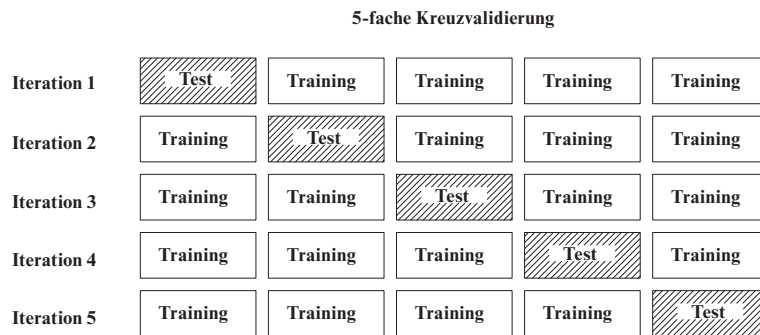 5-fache Kreuzvalidierung
Iteration 1 Test Training Training Training Training
Iteration 2 Training Test Training Training Training
Iteration 3 Training Training Test Training Training
Iteration 4 Training Training Training Test Training
Iteration 5 Training Training Training Training Test